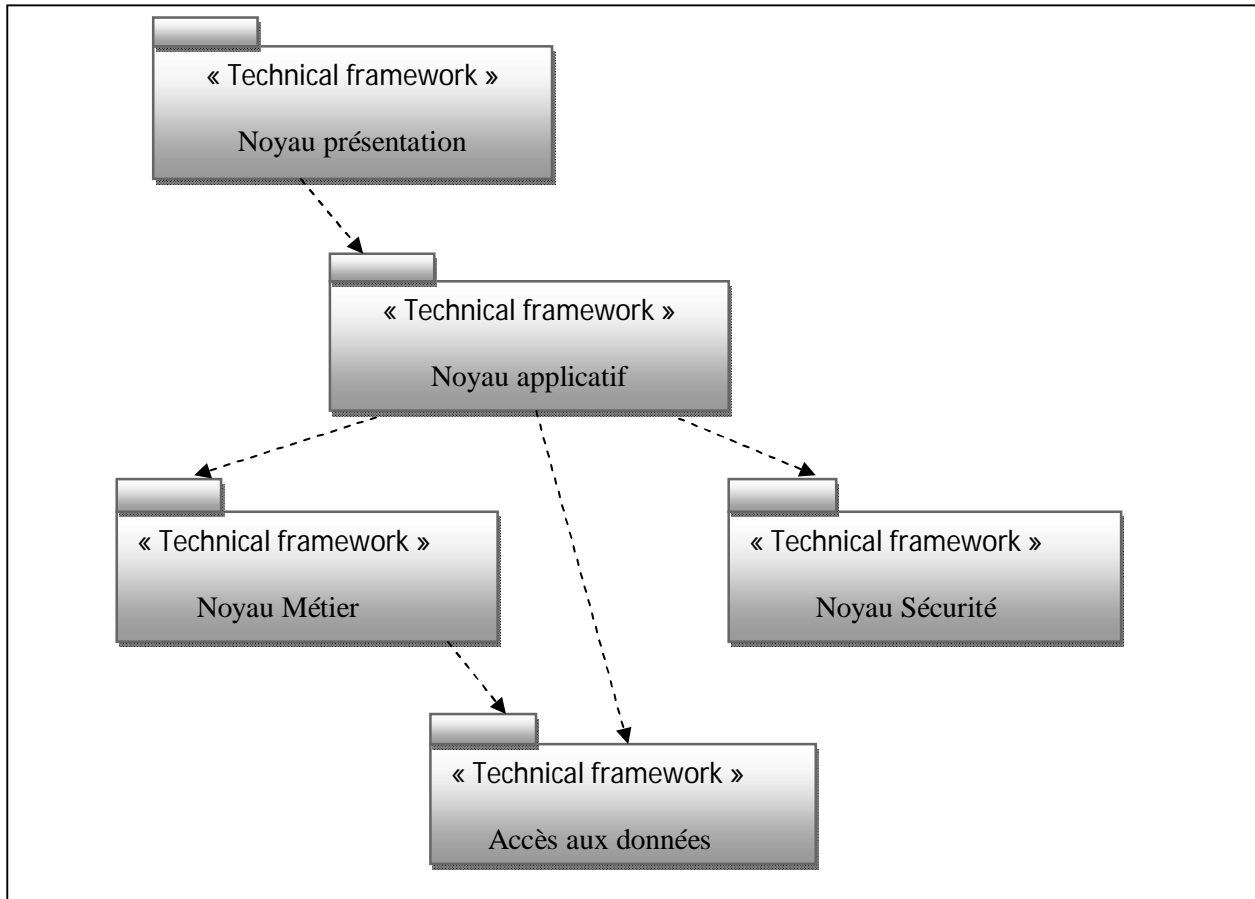 « Technical framework »
Noyau présentation
« Technical framework »
Noyau applicatif
« Technical framework »
Noyau Métier
« Technical framework »
Noyau Sécurité
« Technical framework »
Accès aux données